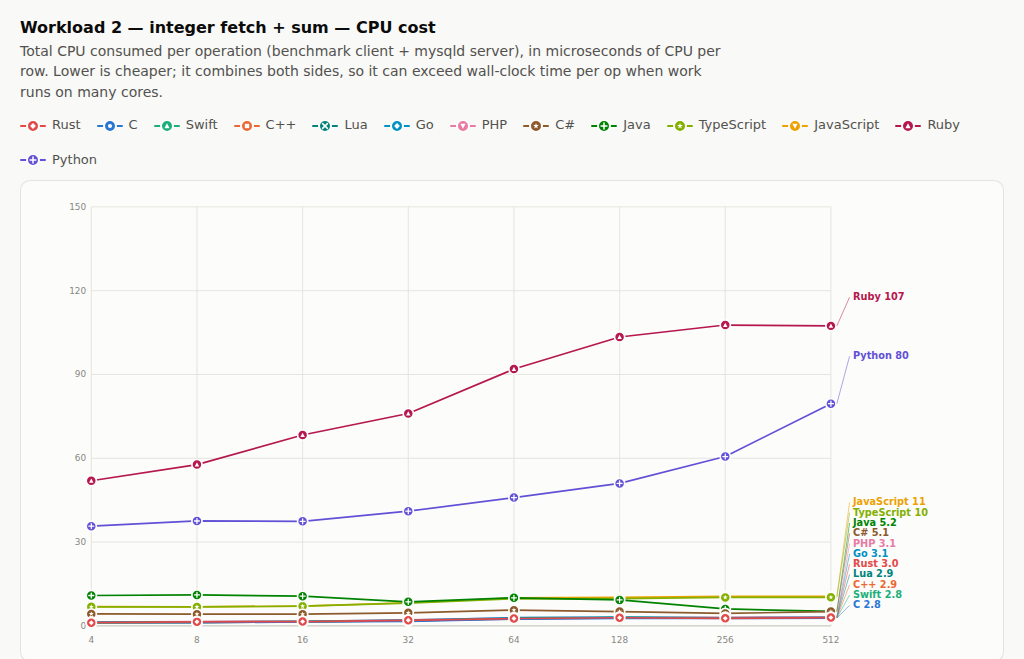 Workload 2 — integer fetch + sum — CPU cost
Total CPU consumed per operation (benchmark client + mysqld server), in microseconds of CPU per
row. Lower is cheaper; it combines both sides, so it can exceed wall-clock time per op when work
runs on many cores.
Rust C Swift C++ Lua Go PHP C# Java TypeScript JavaScript Ruby
Python
150
120
90
60
30
0
Ruby 107
Python 80
JavaScript 11
TypeScript 10
Java 5.2
C# 5.1
PHP 3.1
Go 3.1
Rust 3.0
Lua 2.9
C++ 2.9
Swift 2.8
C 2.8
4 8 16 32 64 128 256 512